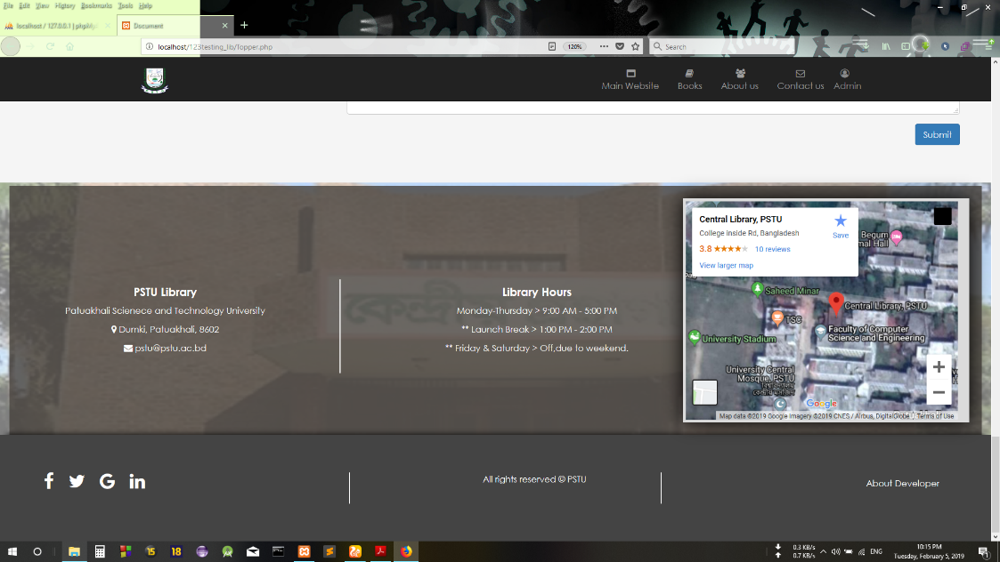 File Edit View History Bookmarks Tools Help
localhost / 127.0.0.1 | phpMy
Document
localhost/123testing_lib/Topper.php
120%
Search
Main Website Books About us Contact us Admin
Submit
PSTU Library
Patuakhali Scienece and Technology University
Dumki, Patuakhali, 8602
pstu@pstu.ac.bd
Library Hours
Monday-Thursday > 9:00 AM - 5:00 PM
** Launch Break > 1:00 PM - 2:00 PM
** Friday & Saturday > Off,due to weekend.
Central Library, PSTU
College Inside Rd, Bangladesh
Save
3.8 10 reviews
View larger map
Begum
mal Hall
Saheed Minar
Central Library, PSTU
TSC
Faculty of Computer
Science and Engineering
University Stadium
University Central
Mosque, PSTU
Google
Map data ©2019 Google Imagery ©2019 CNES / Airbus, DigitalGlobe Terms of Use
All rights reserved © PSTU
About Developer
15
18
0.3 KB/s
0.7 KB/s
ENG
10:15 PM
Tuesday, February 5, 2019